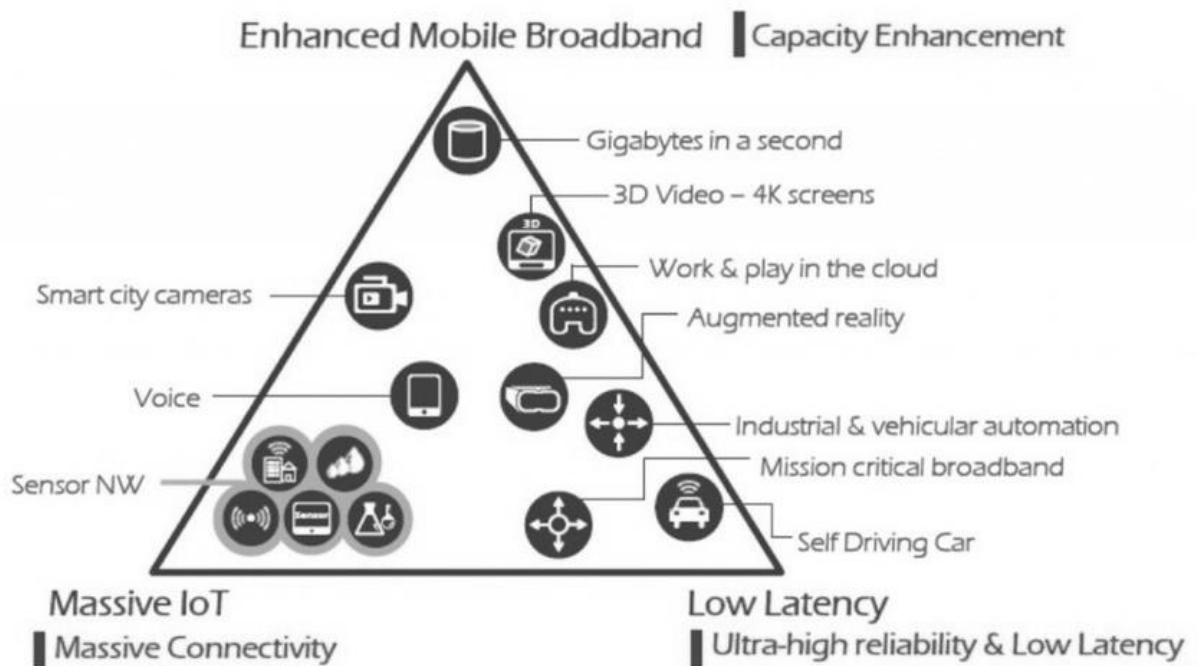 Enhanced Mobile Broadband
Capacity Enhancement
Gigabytes in a second
3D Video – 4K screens
3D
Work & play in the cloud
Smart city cameras
Augmented reality
Voice
Industrial & vehicular automation
Mission critical broadband
Sensor NW
Sensor
Self Driving Car
Massive IoT
Low Latency
Massive Connectivity
Ultra-high reliability & Low Latency